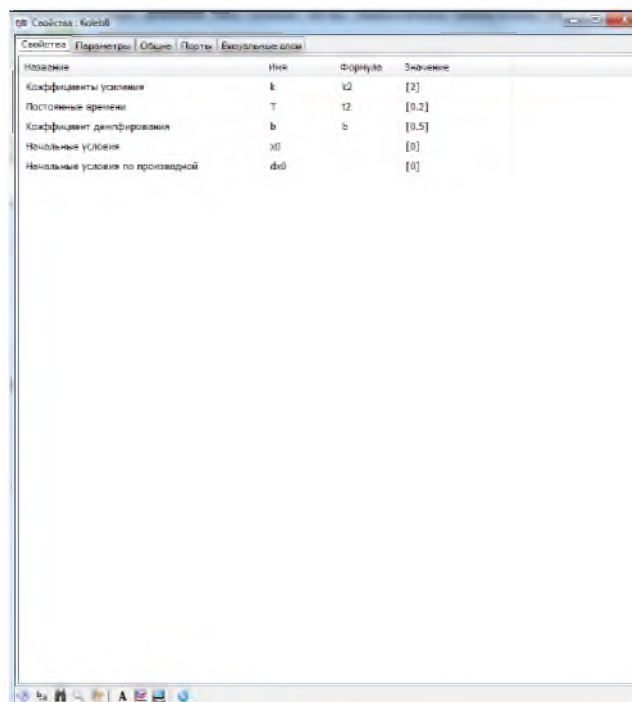 Свойства : Koleb6
Свойства Параметры Общие Порты Визуальные слои
Название Имя Формула Значение
Коэффициенты усиления k k2 [2]
Постоянные времени T t2 [0.2]
Коэффициент демпфирования b b [0.5]
Начальные условия x0 [0]
Начальные условия по производной dx0 [0]